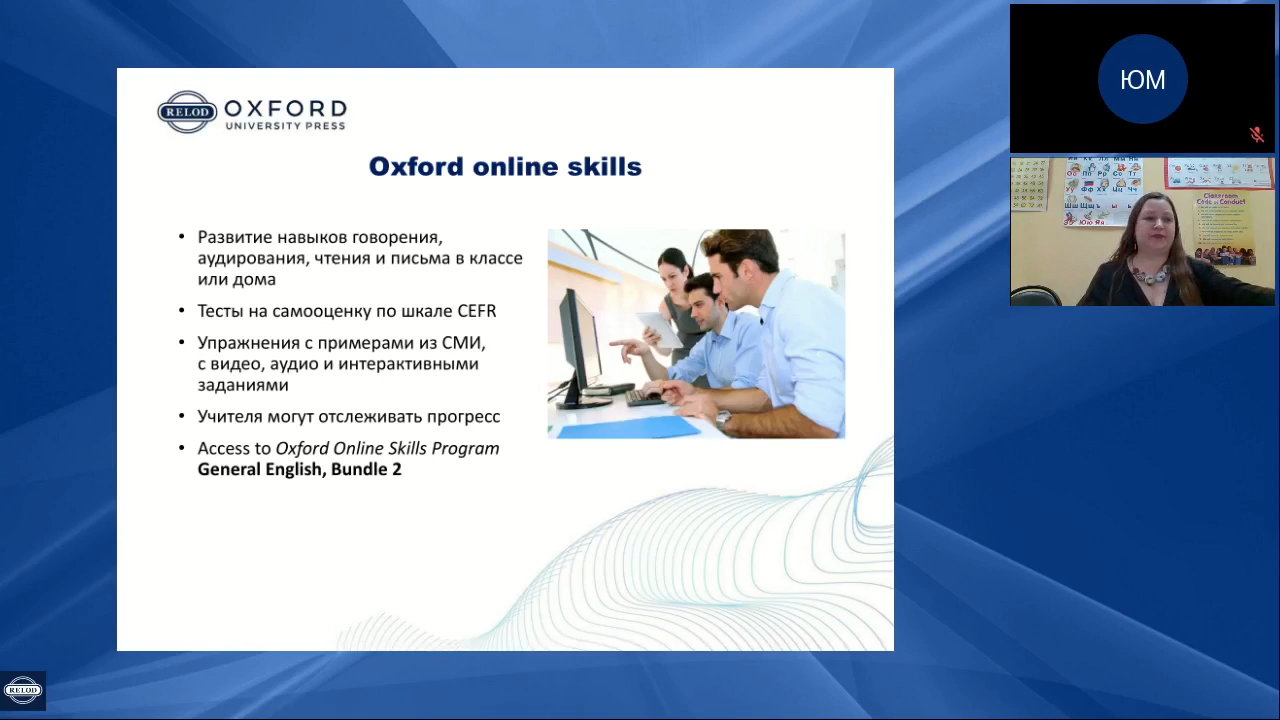 RELOD
OXFORD
UNIVERSITY PRESS
Oxford online skills
• Развитие навыков говорения,
аудирования, чтения и письма в классе
или дома
• Тесты на самооценку по шкале CEFR
• Упражнения с примерами из СМИ,
с видео, аудио и интерактивными
заданиями
• Учителя могут отслеживать прогресс
• Access to Oxford Online Skills Program
General English, Bundle 2
ЮМ
Classroom
Code of Conduct
RELOD